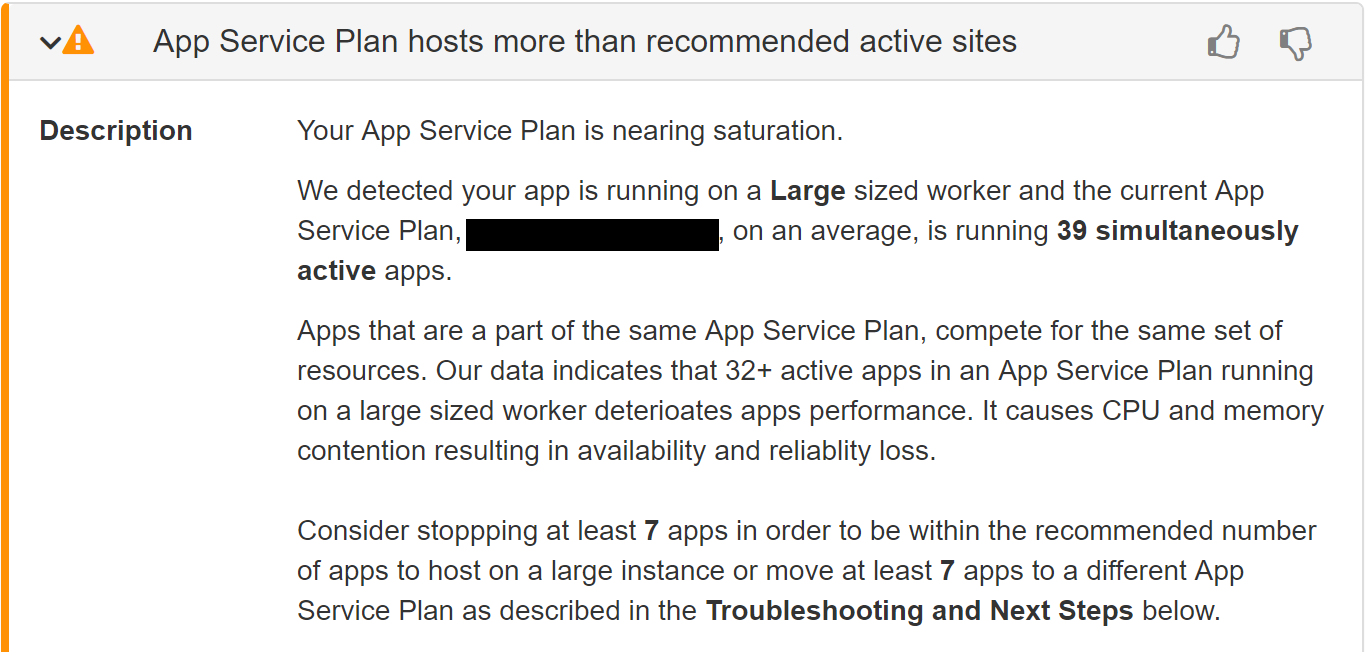 App Service Plan hosts more than recommended active sites
Description
Your App Service Plan is nearing saturation.
We detected your app is running on a Large sized worker and the current App
Service Plan, , on an average, is running 39 simultaneously
active apps.
Apps that are a part of the same App Service Plan, compete for the same set of
resources. Our data indicates that 32+ active apps in an App Service Plan running
on a large sized worker deterioates apps performance. It causes CPU and memory
contention resulting in availability and reliablity loss.
Consider stoppping at least 7 apps in order to be within the recommended number
of apps to host on a large instance or move at least 7 apps to a different App
Service Plan as described in the Troubleshooting and Next Steps below.